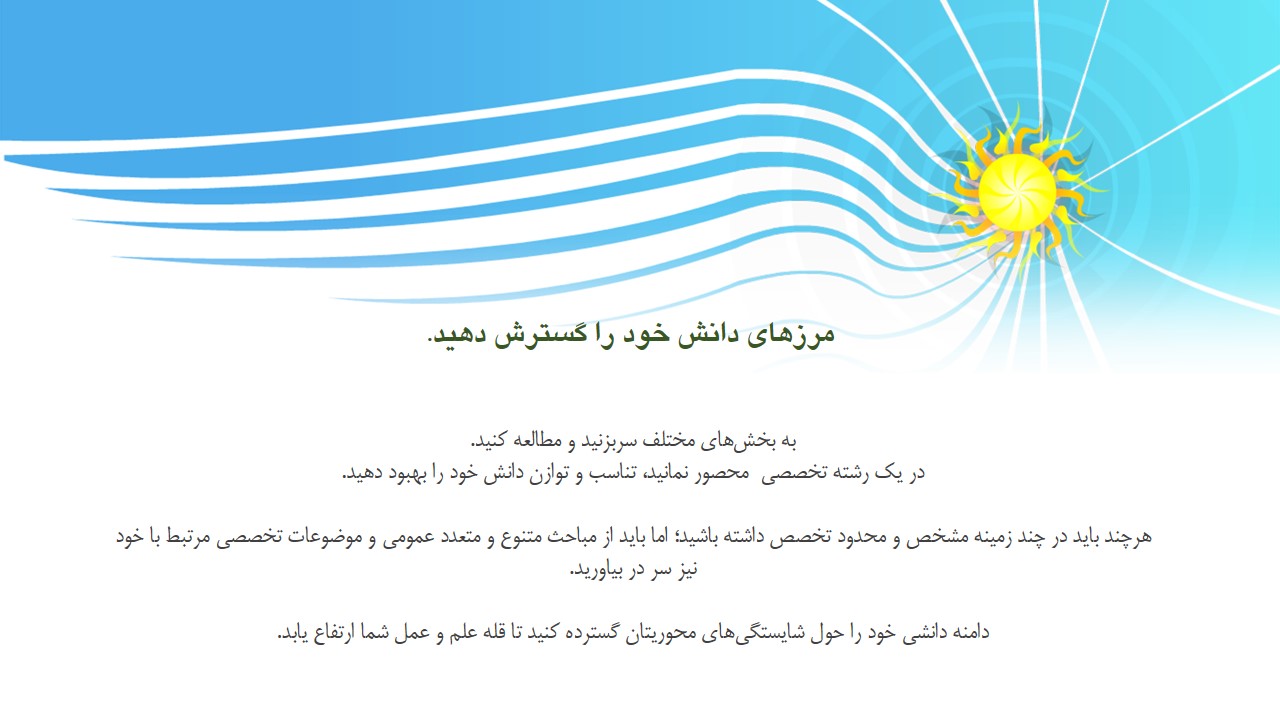 مرزهای دانش خود را گسترش دهید.
به بخش‌های مختلف سربزنید و مطالعه کنید.
در یک رشته تخصصی  محصور نمانید، تناسب و توازن دانش خود را بهبود دهید.
هرچند باید در چند زمینه مشخص و محدود تخصص داشته باشید؛ اما باید از مباحث متنوع و متعدد عمومی و موضوعات تخصصی مرتبط با خود
نیز سر در بیاورید.
دامنه دانشی خود را حول شایستگی‌های محوریتان گسترده کنید تا قله علم و عمل شما ارتفاع یابد.